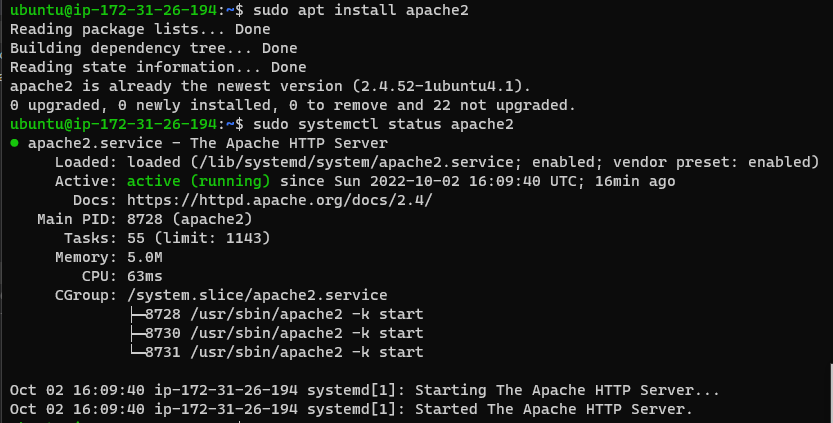 ubuntu@ip-172-31-26-194:~$ sudo apt install apache2
Reading package lists... Done
Building dependency tree... Done
Reading state information... Done
apache2 is already the newest version (2.4.52-1ubuntu4.1).
0 upgraded, 0 newly installed, 0 to remove and 22 not upgraded.
ubuntu@ip-172-31-26-194:~$ sudo systemctl status apache2
● apache2.service - The Apache HTTP Server
Loaded: loaded (/lib/systemd/system/apache2.service; enabled; vendor preset: enabled)
Active: active (running) since Sun 2022-10-02 16:09:40 UTC; 16min ago
Docs: https://httpd.apache.org/docs/2.4/
Main PID: 8728 (apache2)
Tasks: 55 (limit: 1143)
Memory: 5.0M
CPU: 63ms
CGroup: /system.slice/apache2.service
├─8728 /usr/sbin/apache2 -k start
├─8730 /usr/sbin/apache2 -k start
└─8731 /usr/sbin/apache2 -k start
Oct 02 16:09:40 ip-172-31-26-194 systemd[1]: Starting The Apache HTTP Server...
Oct 02 16:09:40 ip-172-31-26-194 systemd[1]: Started The Apache HTTP Server.